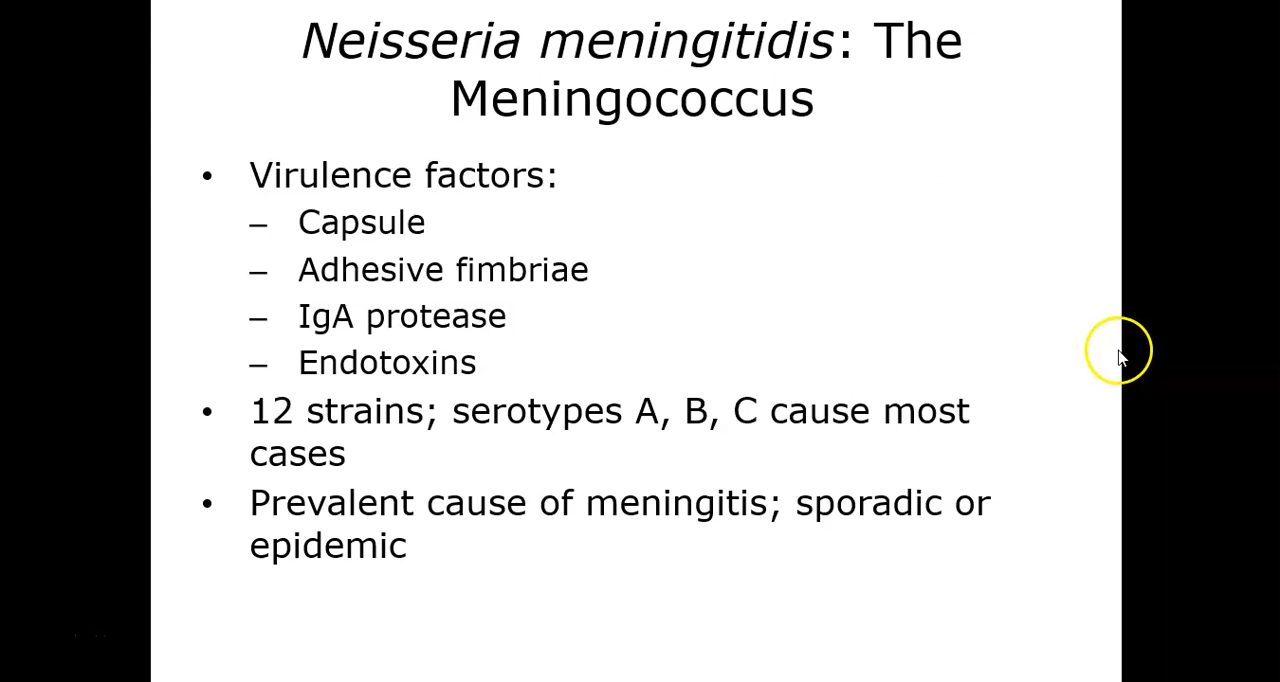 Neisseria meningitidis: The
Meningococcus
• Virulence factors:
– Capsule
– Adhesive fimbriae
– IgA protease
– Endotoxins
• 12 strains; serotypes A, B, C cause most
cases
• Prevalent cause of meningitis; sporadic or
epidemic